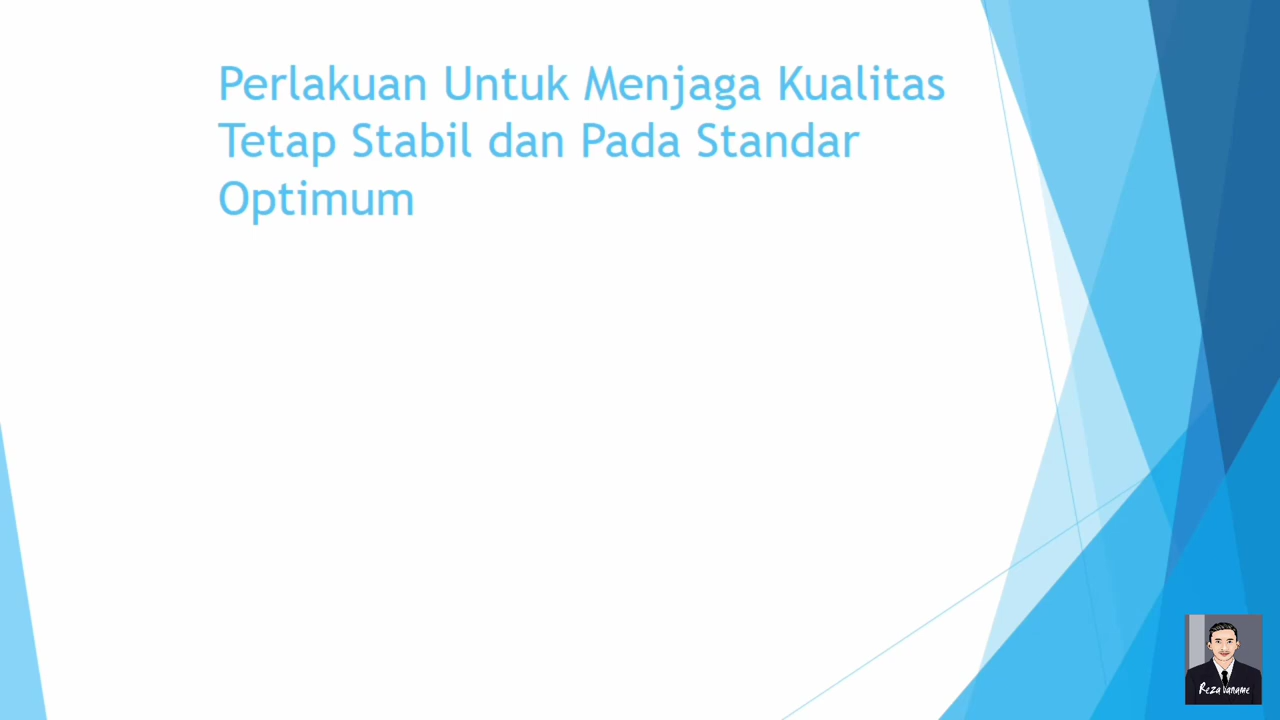 Perlakuan Untuk Menjaga Kualitas
Tetap Stabil dan Pada Standar
Optimum
Reza Vaname